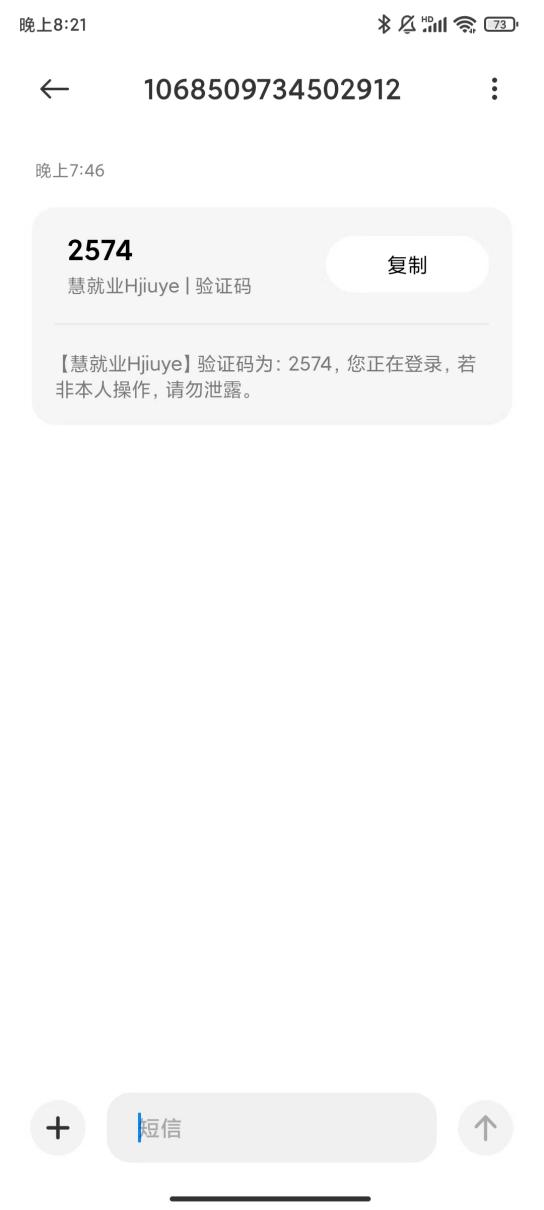 晚上8:21
HD
73
1068509734502912
晚上7:46
2574
复制
慧就业Hjiuye | 验证码
【慧就业Hjiuye】验证码为：2574，您正在登录，若
非本人操作，请勿泄露。
短信